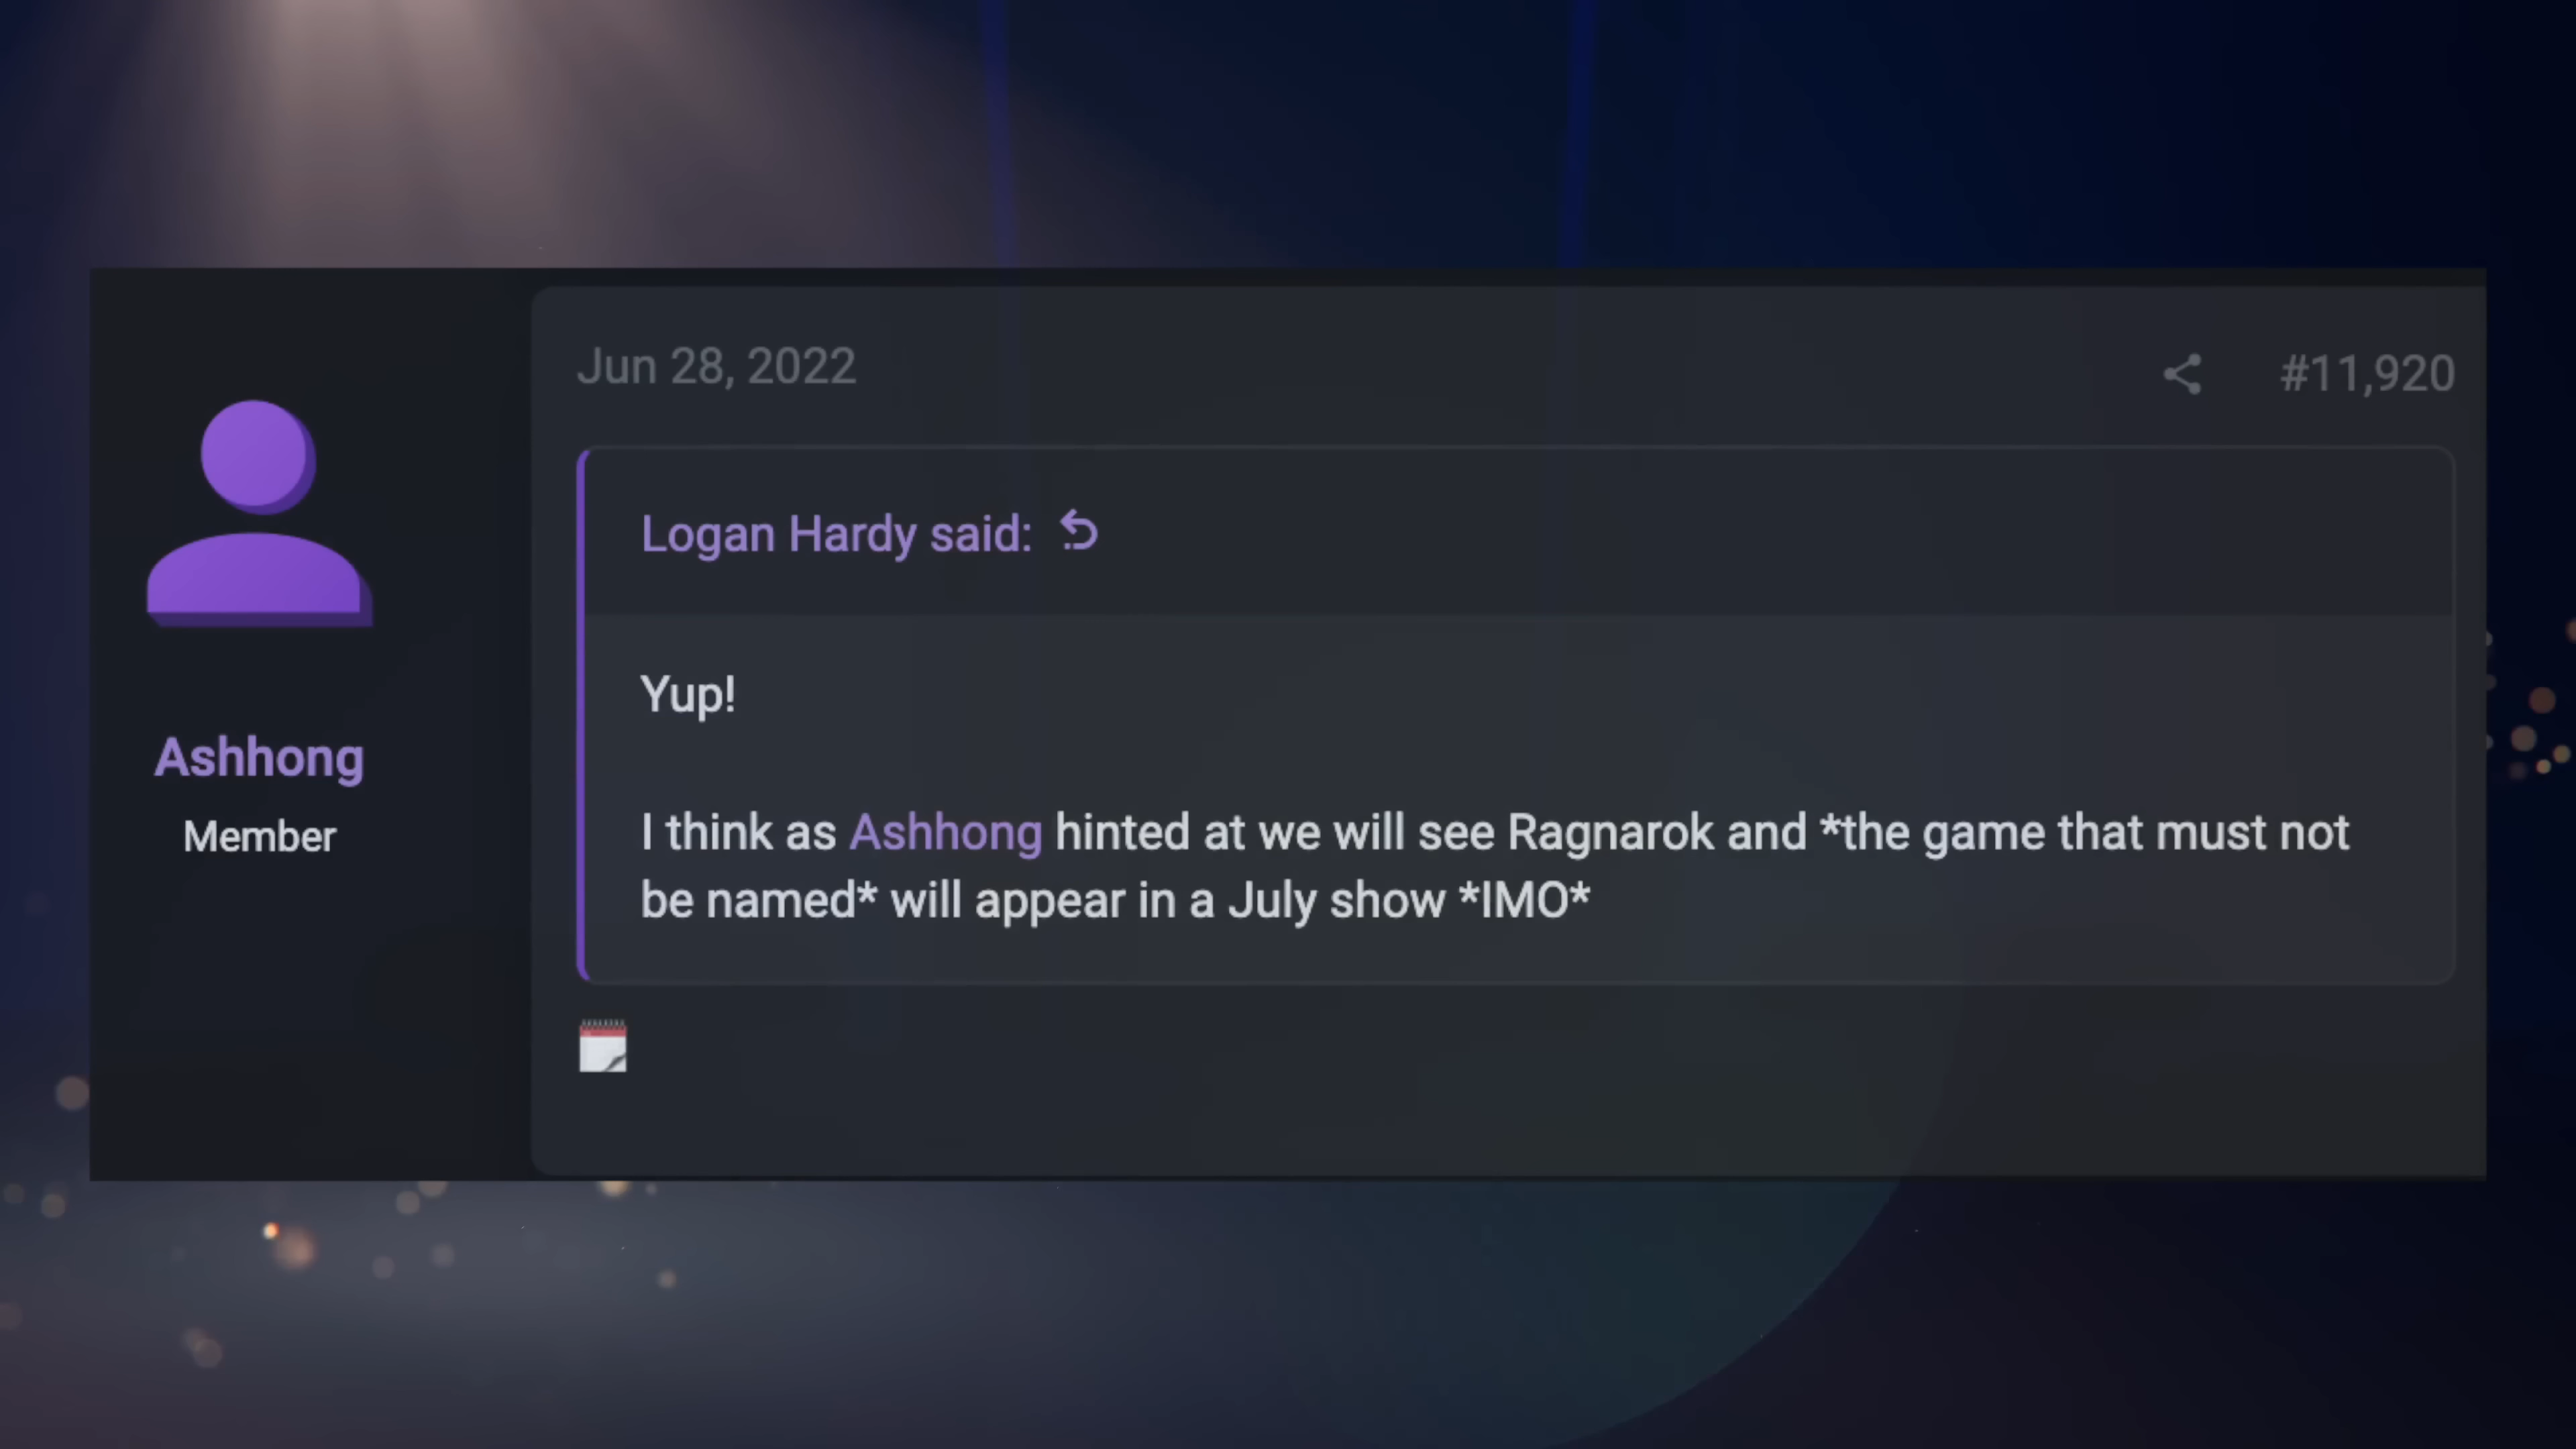 Jun 28, 2022
#11,920
Ashhong
Member
Logan Hardy said:
Yup!
I think as Ashhong hinted at we will see Ragnarok and *the game that must not
be named* will appear in a July show *IMO*